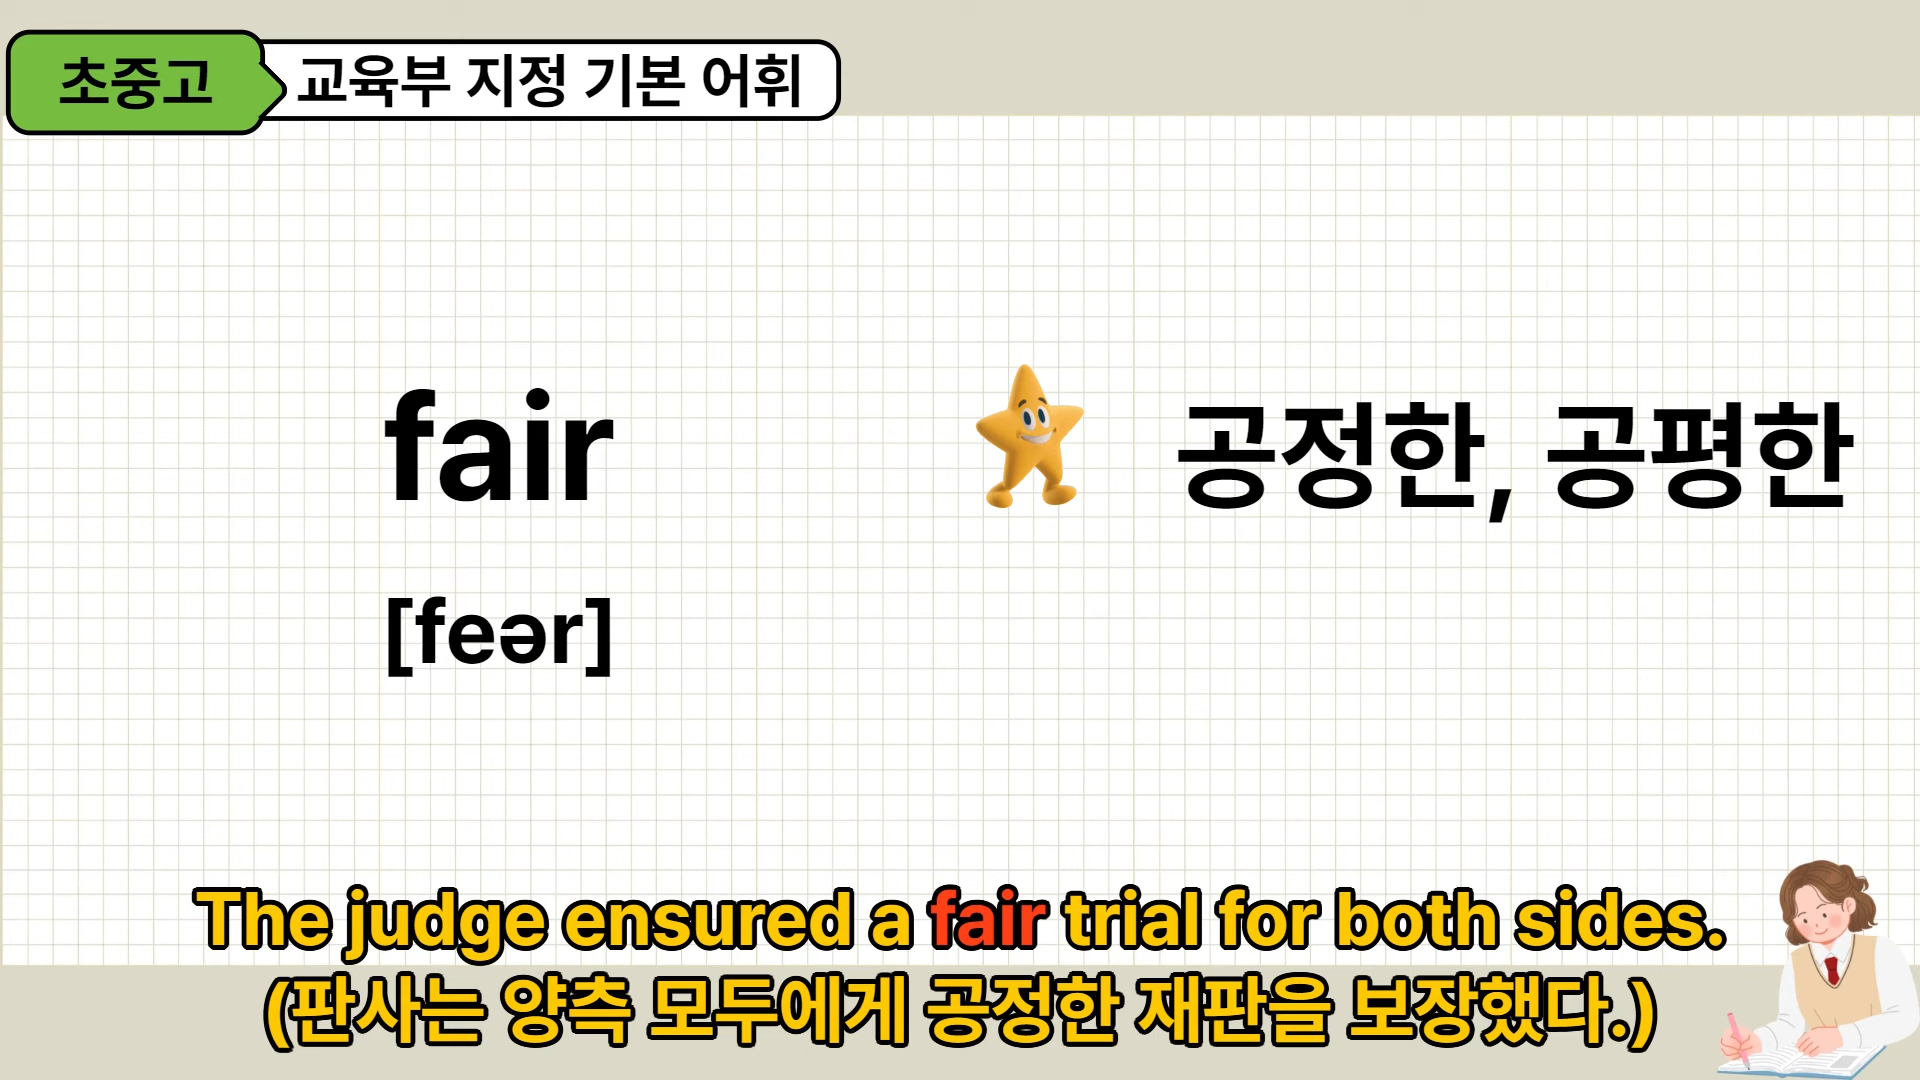 초중고 교육부 지정 기본 어휘
fair 공정한, 공평한
[feər]
The judge ensured a fair trial for both sides.
(판사는 양측 모두에게 공정한 재판을 보장했다.)